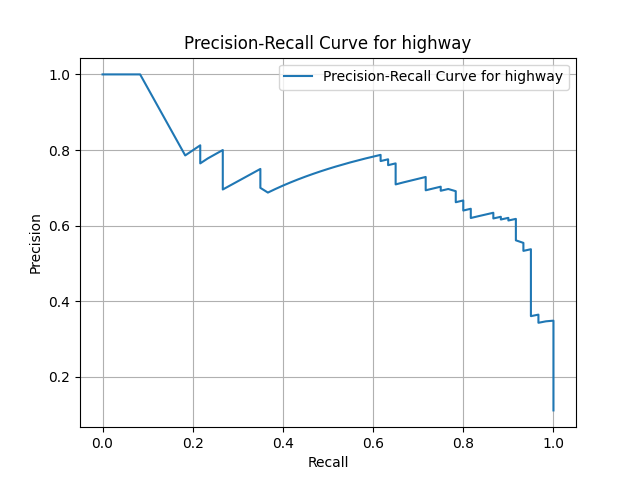 Precision-Recall Curve for highway
Precision-Recall Curve for highway
1.0
0.8
0.6
0.4
0.2
Precision
0.0 0.2 0.4 0.6 0.8 1.0
Recall